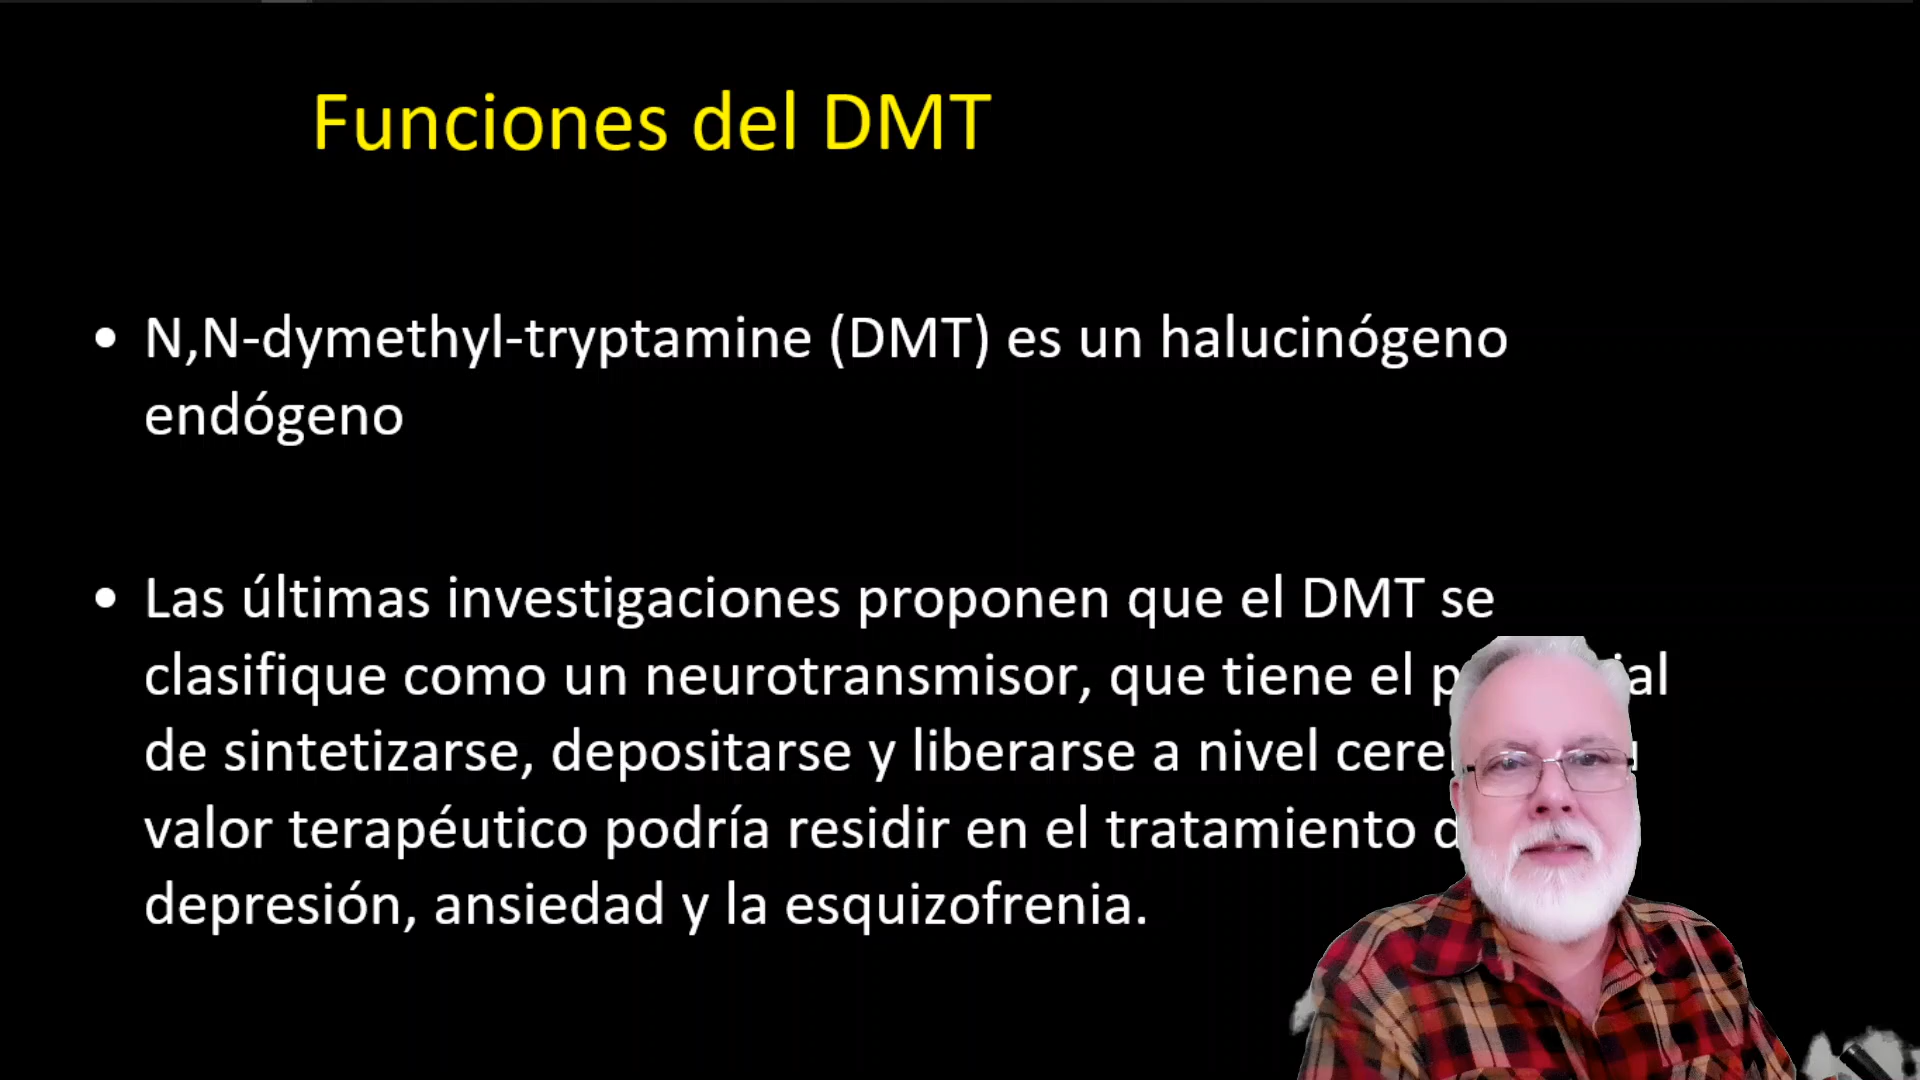 Funciones del DMT
• N,N-dymethyl-tryptamine (DMT) es un halucinógeno
endógeno
• Las últimas investigaciones proponen que el DMT se
clasifique como un neurotransmisor, que tiene el
de sintetizarse, depositarse y liberarse a nivel
valor terapéutico podría residir en el tratamiento
depresión, ansiedad y la esquizofrenia.